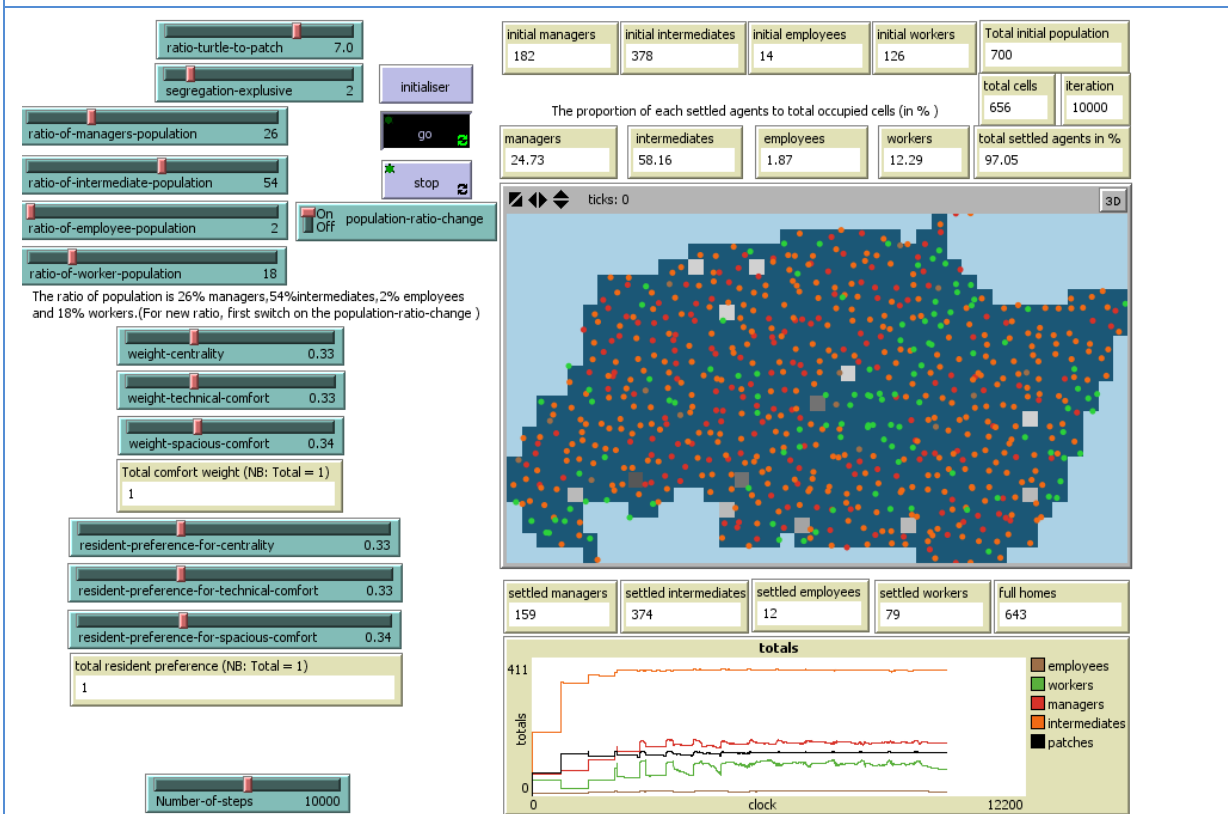 ratio-turtle-to-patch 7.0
segregation-explusive 2
initialiser
ratio-of-managers-population 26
go
ratio-of-intermediate-population 54
stop
ratio-of-employee-population 2
On
Off
population-ratio-change
ratio-of-worker-population 18
The ratio of population is 26% managers,54%intermediates,2% employees
and 18% workers.(For new ratio, first switch on the population-ratio-change )
weight-centrality 0.33
weight-technical-comfort 0.33
weight-spacious-comfort 0.34
Total comfort weight (NB: Total = 1)
1
resident-preference-for-centrality 0.33
resident-preference-for-technical-comfort 0.33
resident-preference-for-spacious-comfort 0.34
total resident preference (NB: Total = 1)
1
Number-of-steps 10000
initial managers
182
initial intermediates
378
initial employees
14
initial workers
126
Total initial population
700
total cells
656
iteration
10000
The proportion of each settled agents to total occupied cells (in % )
managers
24.73
intermediates
58.16
employees
1.87
workers
12.29
total settled agents in %
97.05
ticks: 0
3D
settled managers
159
settled intermediates
374
settled employees
12
settled workers
79
full homes
643
totals
411
totals
0
0
clock
12200
employees
workers
managers
intermediates
patches